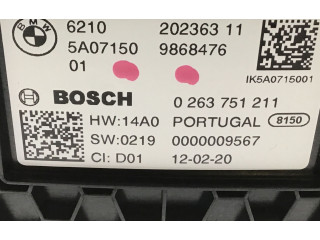 BMW
6210 202363 11
5A07150 9868476
01
IK5A0715001
BOSCH 0 263 751 211
HW:14A0 PORTUGAL 8150
SW:0219 0000009567
CI: D01 12-02-20